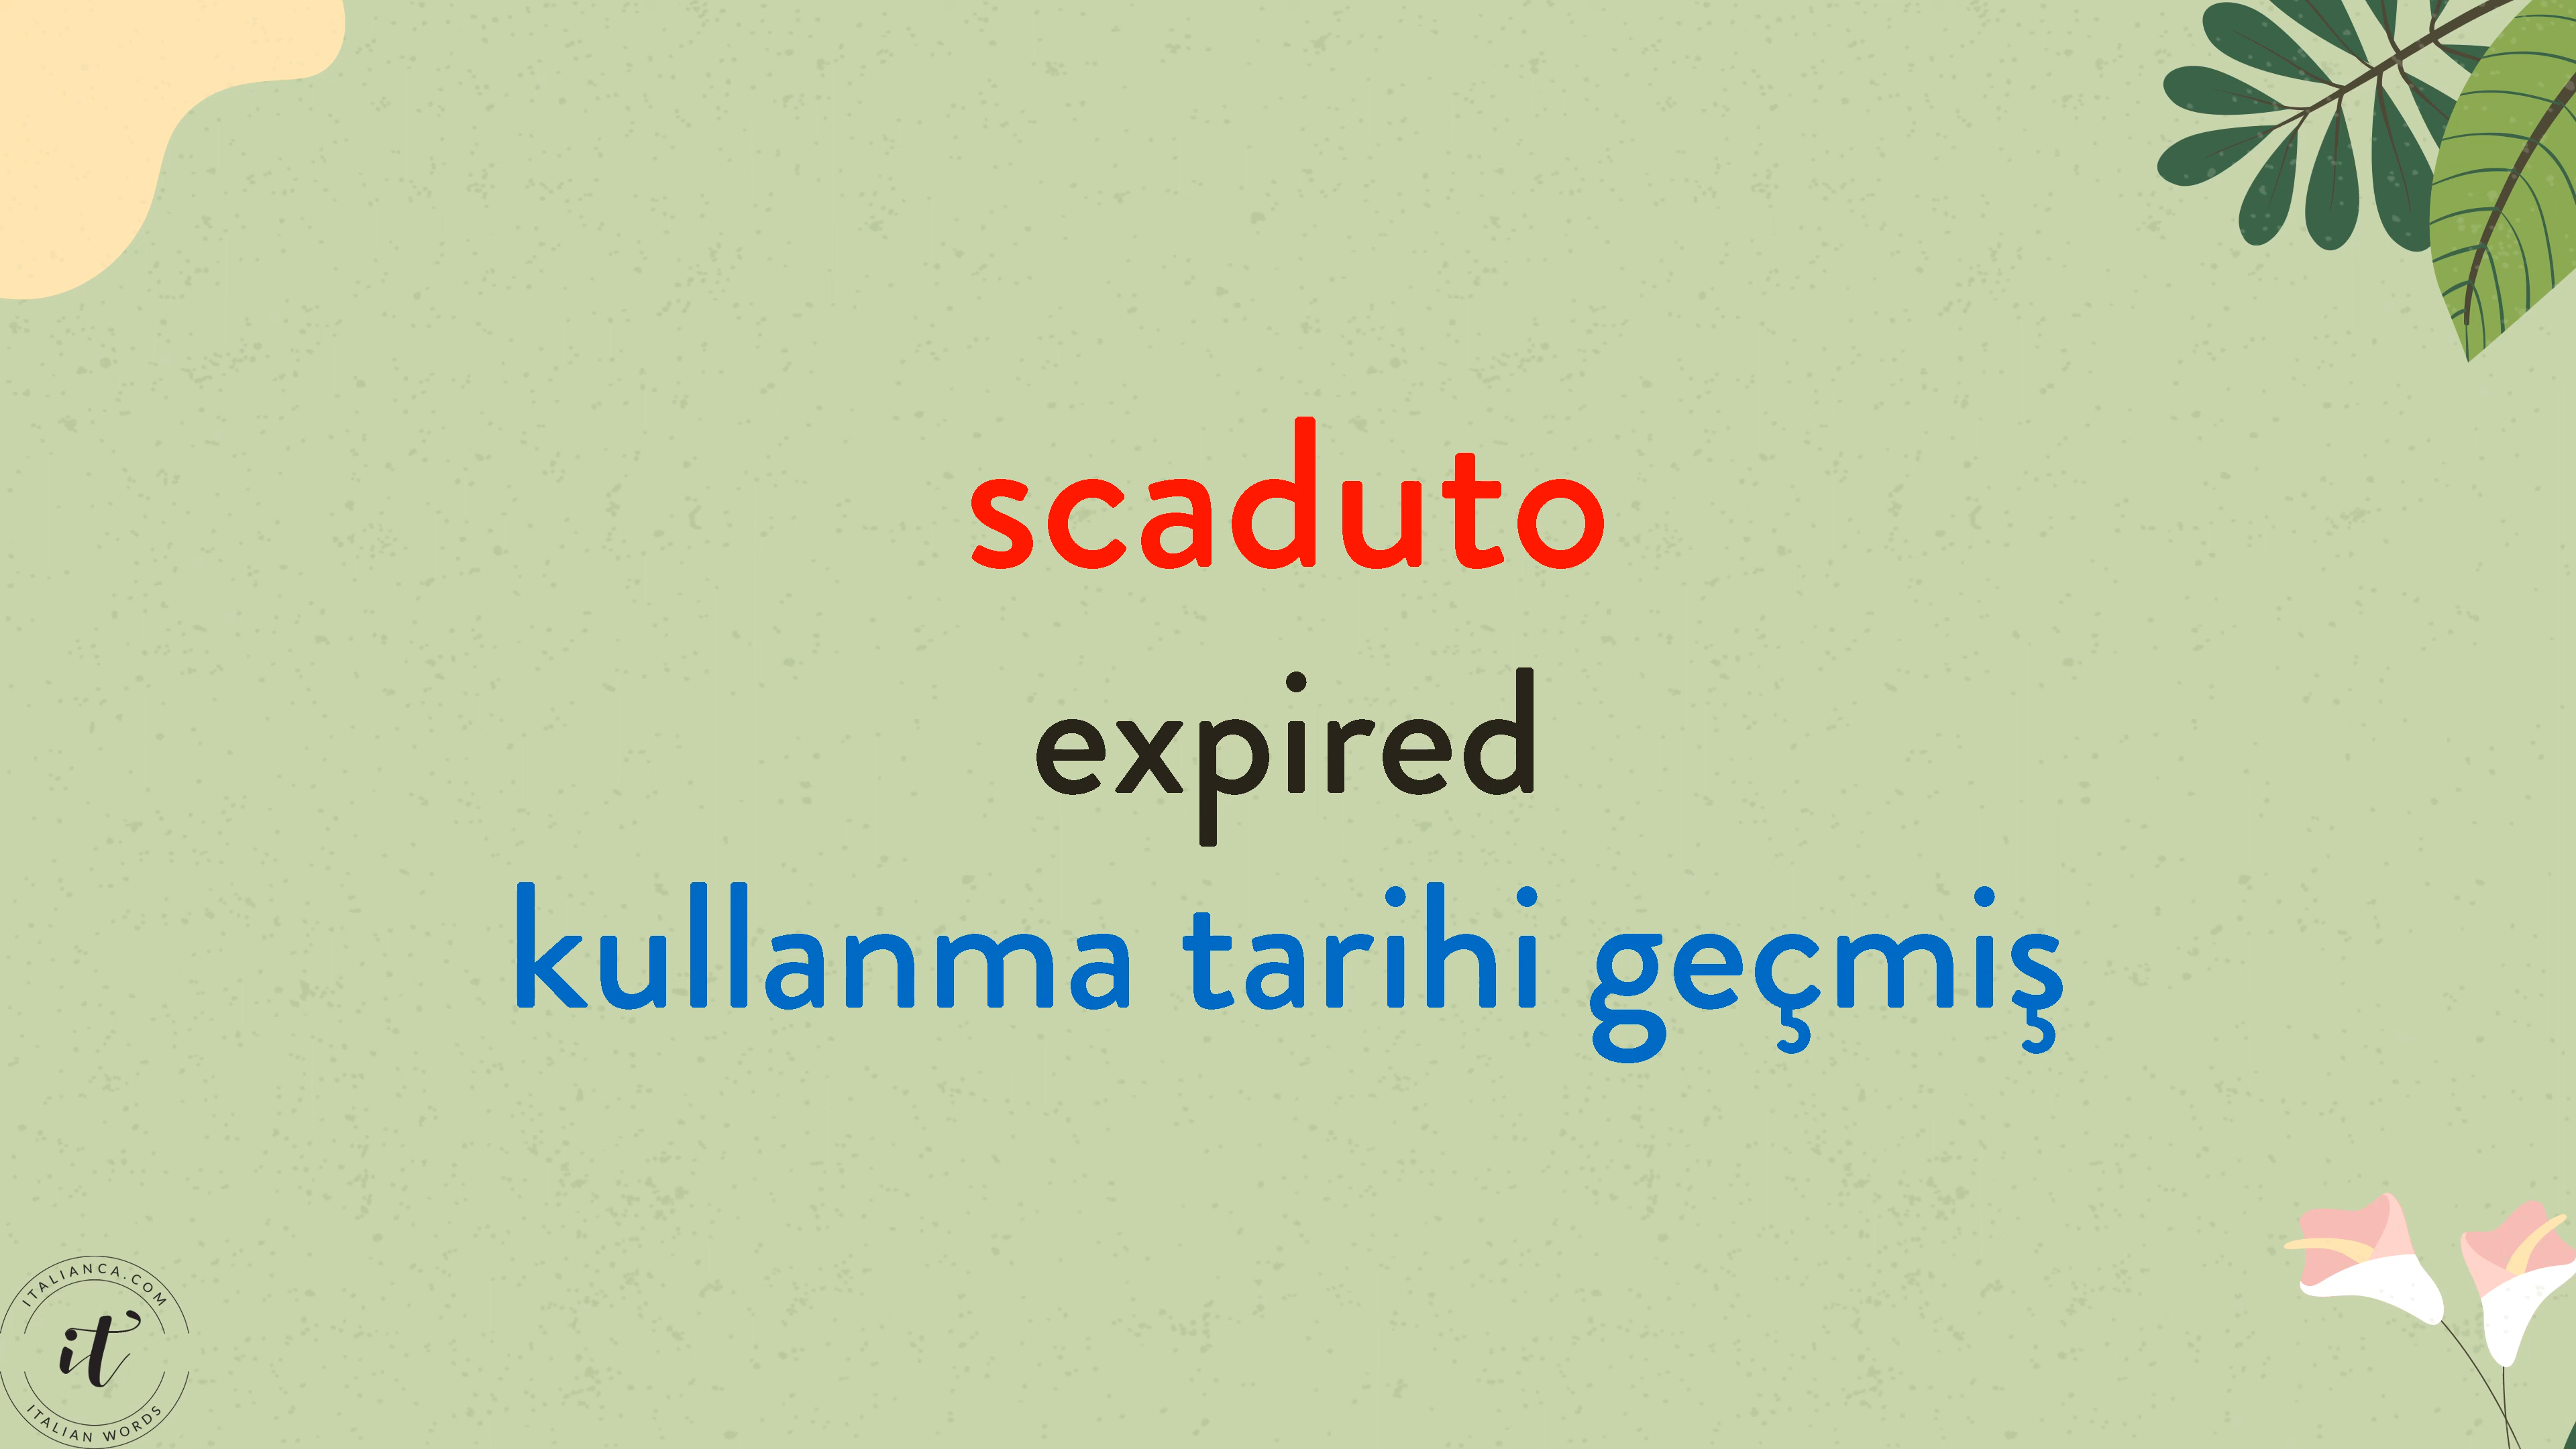 scaduto
expired
kullanma tarihi geçmiş
ITALIANCA.COM
it
ITALIAN WORDS